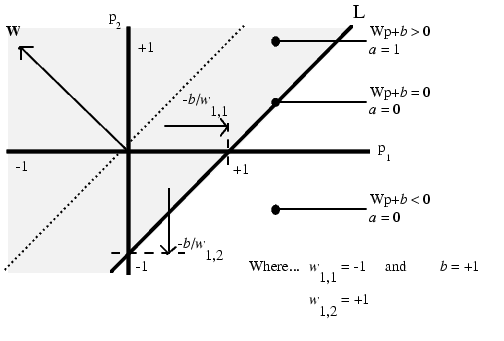 L
p2
W
+1
Wp+b > 0
a = 1
-b/w1,1
Wp+b = 0
a = 0
p1
-1
+1
Wp+b < 0
a = 0
-b/w1,2
-1
Where... w1,1 = -1 and b = +1
w1,2 = +1